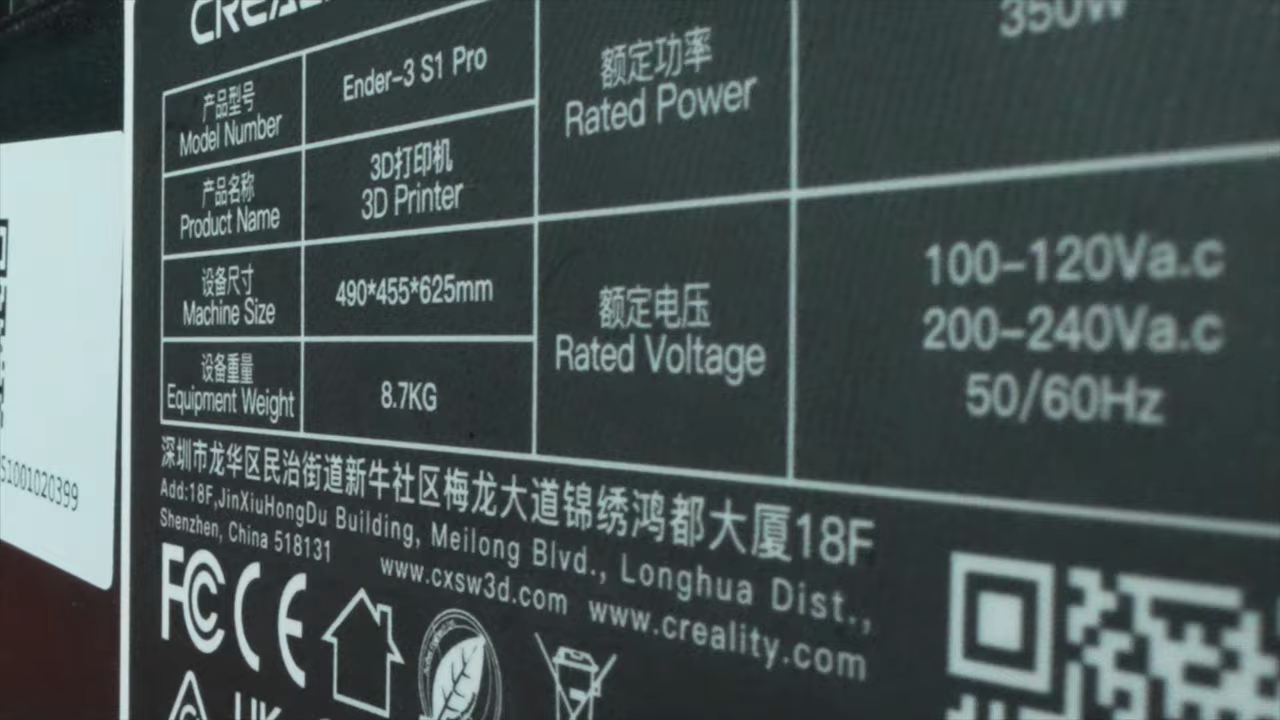 产品型号
Model Number
Ender-3 S1 Pro
产品名称
Product Name
3D打印机
3D Printer
设备尺寸
Machine Size
490*455*625mm
设备重量
Equipment Weight
8.7KG
额定功率
Rated Power
350W
额定电压
Rated Voltage
100-120Va.c
200-240Va.c
50/60Hz
深圳市龙华区民治街道新牛社区梅龙大道锦绣鸿都大厦18F
Add:18F,JinXiuHongDu Building, Meilong Blvd., Longhua Dist.,
Shenzhen, China 518131
www.cxsw3d.com www.creality.com
FC CE
UK
S1001020399